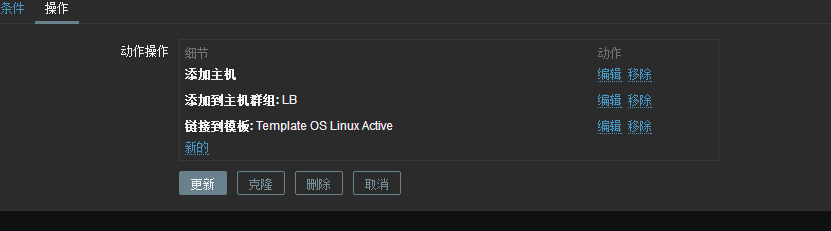 条件 操作
动作操作 细节 动作
添加主机 编辑 移除
添加到主机群组: LB 编辑 移除
链接到模板: Template OS Linux Active 编辑 移除
新的
更新 克隆 删除 取消